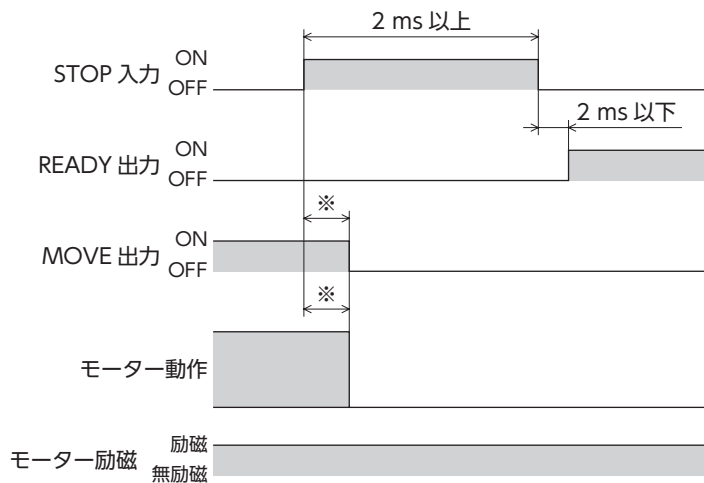 2 ms 以上
STOP 入力 ON
OFF
2 ms 以下
READY 出力 ON
OFF
※
MOVE 出力 ON
OFF
※
モーター動作
モーター励磁 励磁
無励磁